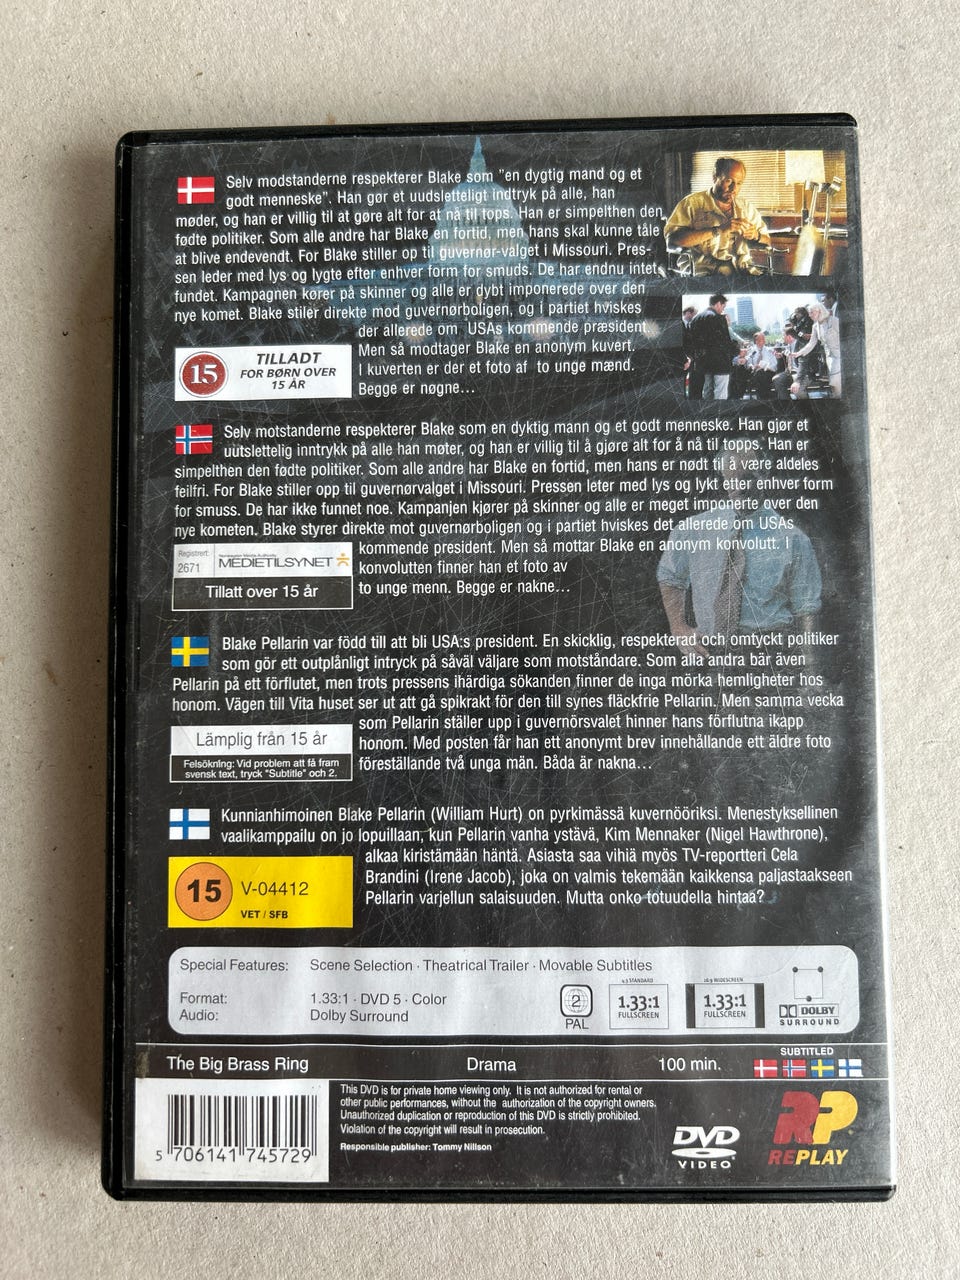 Selv modstanderne respekterer Blake som "en dygtig mand og et
godt menneske". Han gør et uudsletteligt indtryk på alle, han
møder, og han er villig til at gøre alt for at nå til tops. Han er simpelthen den
fødte politiker. Som alle andre har Blake en fortid, men hans skal kunne tåle
at blive endevendt. For Blake stiller op til guvernør-valget i Missouri. Pres-
sen leder med lys og lygte efter enhver form for smuds. De har endnu intet
fundet. Kampagnen kører på skinner og alle er dybt imponerede over den
nye komet. Blake stiler direkte mod guvernørboligen, og i partiet hviskes
der allerede om USAs kommende præsident.
Men så modtager Blake en anonym kuvert.
I kuverten er der et foto af to unge mænd.
Begge er nøgne...
15
TILLADT
FOR BØRN OVER
15 ÅR
Selv motstanderne respekterer Blake som en dyktig mann og et godt menneske. Han gjør et
uutslettelig inntrykk på alle han møter, og han er villig til å gjøre alt for å nå til topps. Han er
simpelthen den fødte politiker. Som alle andre har Blake en fortid, men hans er nødt til å være aldeles
feilfri. For Blake stiller opp til guvernørvalget i Missouri. Pressen leter med lys og lykt etter enhver form
for smuss. De har ikke funnet noe. Kampanjen kjører på skinner og alle er meget imponerte over den
nye kometen. Blake styrer direkte mot guvernørboligen og i partiet hviskes det allerede om USAs
kommende president. Men så mottar Blake en anonym konvolutt. I
konvolutten finner han et foto av
to unge menn. Begge er nakne...
Registrert:
2671
Norwegian Media Authority
MEDIETILSYNET
Tillatt over 15 år
Blake Pellarin var född till att bli USA:s president. En skicklig, respekterad och omtyckt politiker
som gör ett outplånligt intryck på såväl väljare som motståndare. Som alla andra bär även
Pellarin på ett förflutet, men trots pressens ihärdiga sökanden finner de inga mörka hemligheter hos
honom. Vägen till Vita huset ser ut att gå spikrakt för den till synes fläckfrie Pellarin. Men samma vecka
som Pellarin ställer upp i guvernörsvalet hinner hans förflutna ikapp
honom. Med posten får han ett anonymt brev innehållande ett äldre foto
föreställande två unga män. Båda är nakna...
Lämplig från 15 år
Felsökning: Vid problem att få fram
svensk text, tryck "Subtitle" och 2.
Kunnianhimoinen Blake Pellarin (William Hurt) on pyrkimässä kuvernööriksi. Menestyksellinen
vaalikamppailu on jo lopuillaan, kun Pellarin vanha ystävä, Kim Mennaker (Nigel Hawthrone),
alkaa kiristämään häntä. Asiasta saa vihiä myös TV-reportteri Cela
Brandini (Irene Jacob), joka on valmis tekemään kaikkensa paljastaakseen
Pellarin varjellun salaisuuden. Mutta onko totuudella hintaa?
15
V-04412
VET / SFB
Special Features: Scene Selection · Theatrical Trailer · Movable Subtitles
Format: 1.33:1 · DVD 5 · Color
Audio: Dolby Surround
2
PAL
4:3 STANDARD
1.33:1
FULLSCREEN
16:9 WIDESCREEN
1.33:1
FULLSCREEN
DOLBY
SURROUND
The Big Brass Ring Drama 100 min.
SUBTITLED
This DVD is for private home viewing only. It is not authorized for rental or
other public performances, without the authorization of the copyright owners.
Unauthorized duplication or reproduction of this DVD is strictly prohibited.
Violation of the copyright will result in prosecution.
Responsible publisher: Tommy Nillson
5 706141 745729
DVD
VIDEO
RP
REPLAY